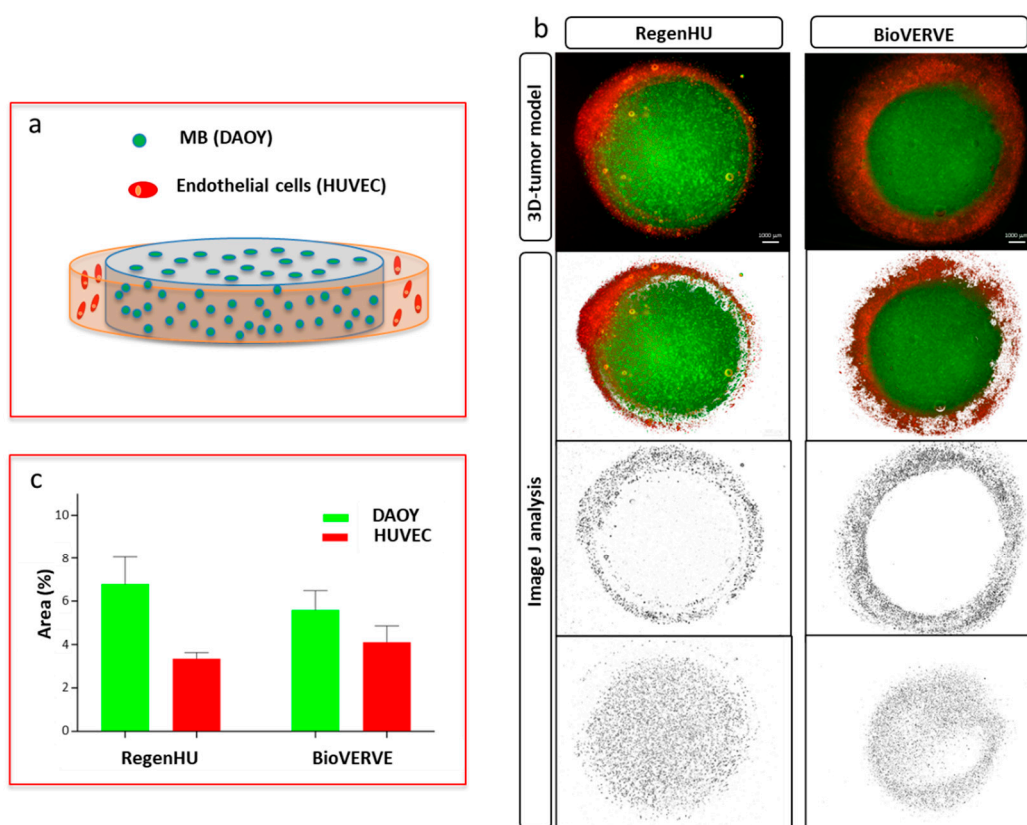 a
MB (DAOY)
Endothelial cells (HUVEC)
b
RegenHU
BioVERVE
3D-tumor model
1000 µm
1000 µm
Image J analysis
c
10
8
6
4
2
0
Area (%)
DAOY
HUVEC
RegenHU
BioVERVE